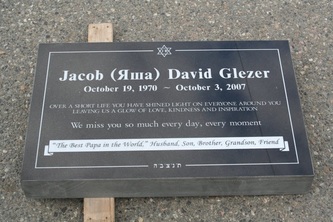 Jacob (Яша) David Glezer
October 19, 1970 ~ October 3, 2007
OVER A SHORT LIFE YOU HAVE SHINED LIGHT ON EVERYONE AROUND YOU
LEAVING US A GLOW OF LOVE, KINDNESS AND INSPIRATION
We miss you so much every day, every moment
"The Best Papa in the World," Husband, Son, Brother, Grandson, Friend
תנצבה